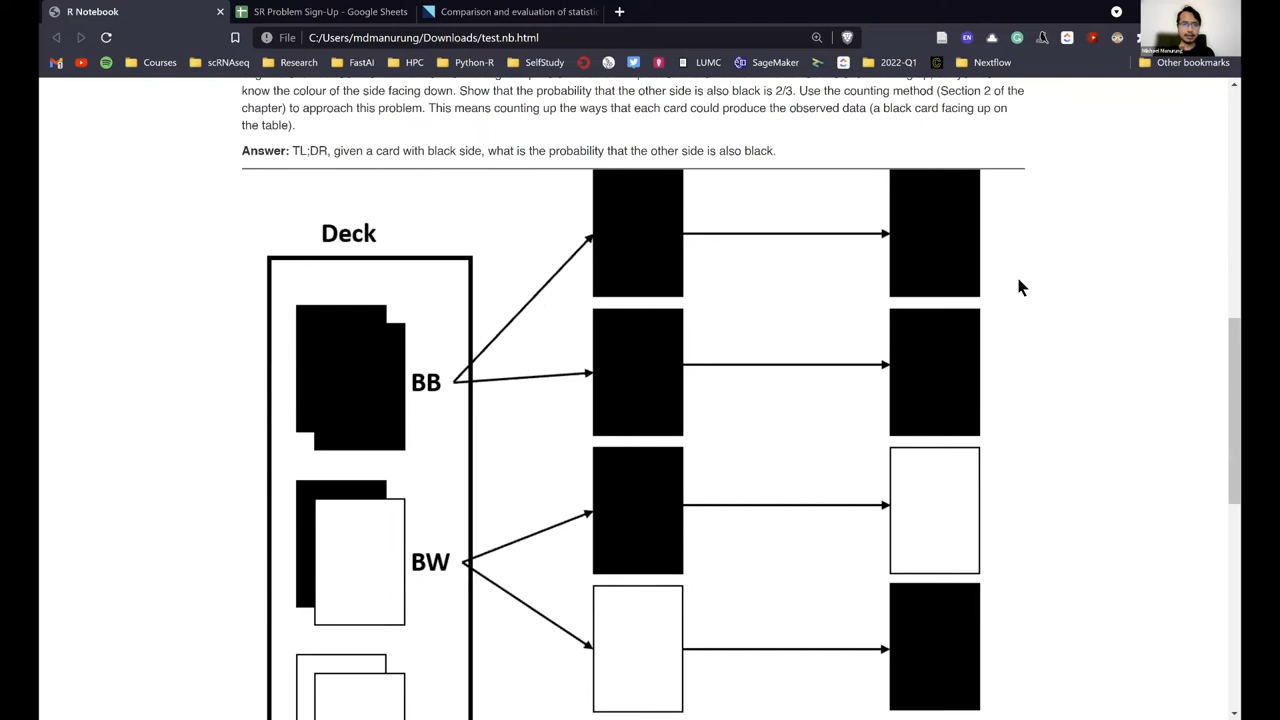 R Notebook
SR Problem Sign-Up - Google Sheets
Comparison and evaluation of statistic
File
C:/Users/mdmanurung/Downloads/test.nb.html
Mikhael Manurung
Courses
scRNAseq
Research
R
SelfStudy
LLS
SageMaker
2022-Q1
Nextflow
Other bookmarks
know the colour of the side facing down. Show that the probability that the other side is also black is 2/3. Use the counting method (Section 2 of the
chapter) to approach this problem. This means counting up the ways that each card could produce the observed data (a black card facing up on
the table).
Answer: TL;DR, given a card with black side, what is the probability that the other side is also black.
Deck
BB
BW